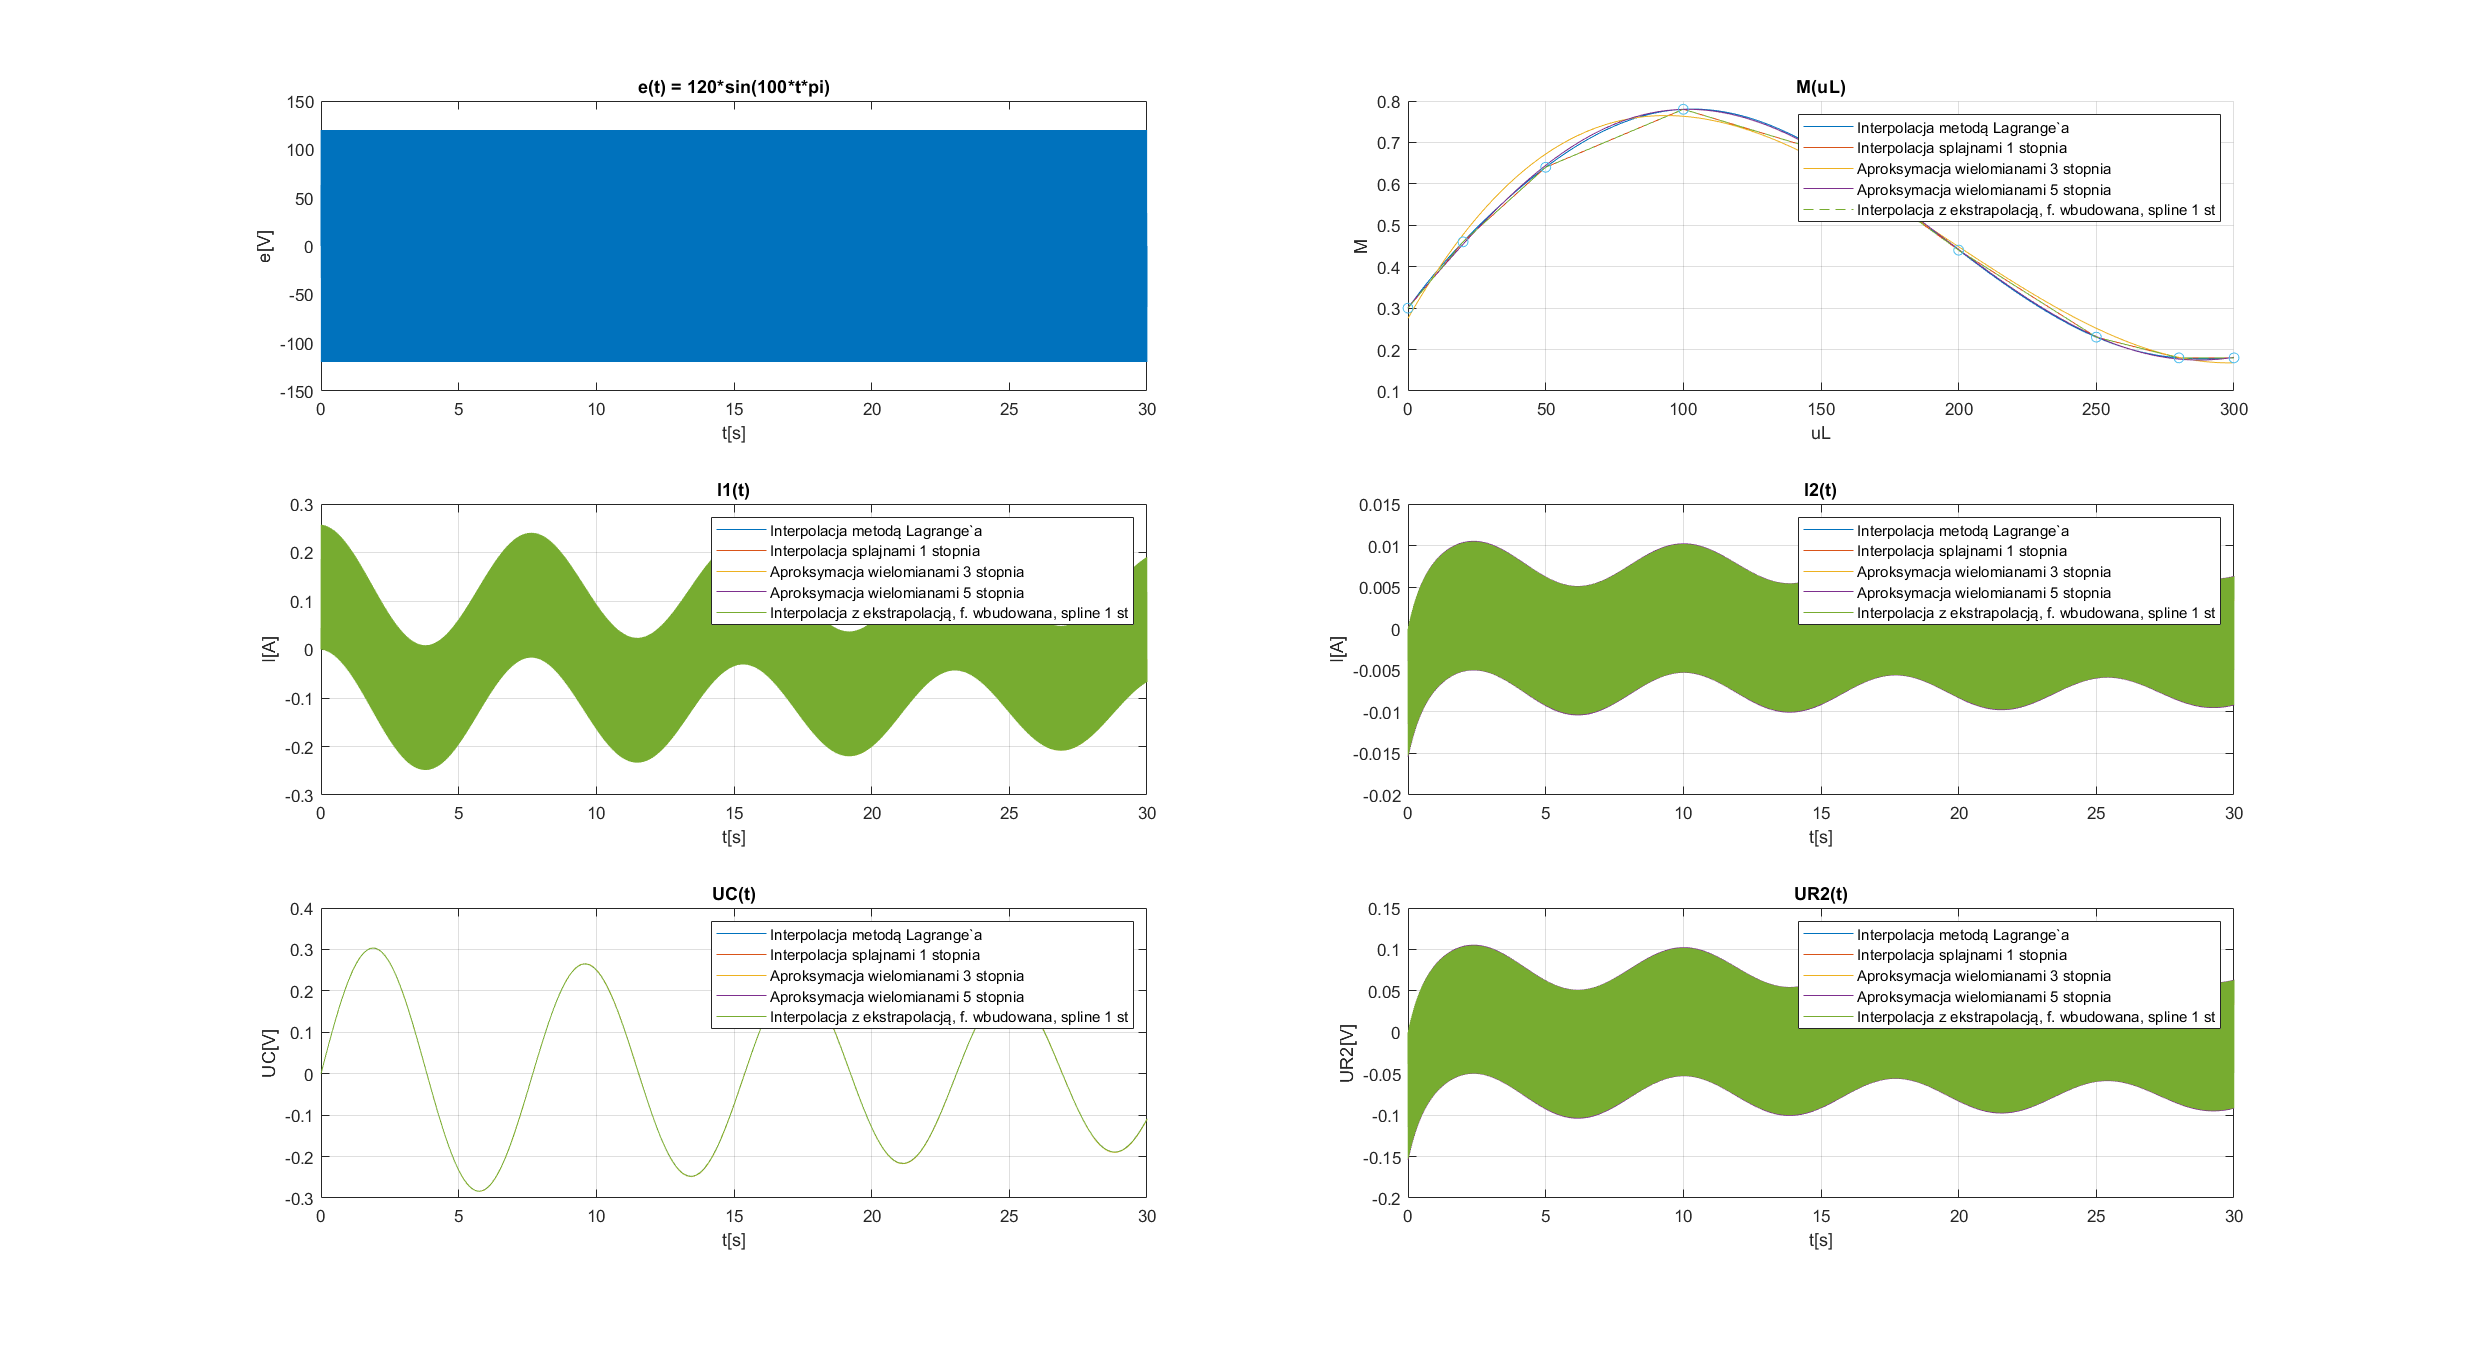 e(t) = 120*sin(100*t*pi)
150
100
50
0
-50
-100
-150
e[V]
0 5 10 15 20 25 30
t[s]
M(uL)
0.8
0.7
0.6
0.5
0.4
0.3
0.2
0.1
M
0 50 100 150 200 250 300
uL
Interpolacja metodą Lagrange`a
Interpolacja splajnami 1 stopnia
Aproksymacja wielomianami 3 stopnia
Aproksymacja wielomianami 5 stopnia
Interpolacja z ekstrapolacją, f. wbudowana, spline 1 st
I1(t)
0.3
0.2
0.1
0
-0.1
-0.2
-0.3
I[A]
0 5 10 15 20 25 30
t[s]
Interpolacja metodą Lagrange`a
Interpolacja splajnami 1 stopnia
Aproksymacja wielomianami 3 stopnia
Aproksymacja wielomianami 5 stopnia
Interpolacja z ekstrapolacją, f. wbudowana, spline 1 st
I2(t)
0.015
0.01
0.005
0
-0.005
-0.01
-0.015
-0.02
I[A]
0 5 10 15 20 25 30
t[s]
Interpolacja metodą Lagrange`a
Interpolacja splajnami 1 stopnia
Aproksymacja wielomianami 3 stopnia
Aproksymacja wielomianami 5 stopnia
Interpolacja z ekstrapolacją, f. wbudowana, spline 1 st
UC(t)
0.4
0.3
0.2
0.1
0
-0.1
-0.2
-0.3
UC[V]
0 5 10 15 20 25 30
t[s]
Interpolacja metodą Lagrange`a
Interpolacja splajnami 1 stopnia
Aproksymacja wielomianami 3 stopnia
Aproksymacja wielomianami 5 stopnia
Interpolacja z ekstrapolacją, f. wbudowana, spline 1 st
UR2(t)
0.15
0.1
0.05
0
-0.05
-0.1
-0.15
-0.2
UR2[V]
0 5 10 15 20 25 30
t[s]
Interpolacja metodą Lagrange`a
Interpolacja splajnami 1 stopnia
Aproksymacja wielomianami 3 stopnia
Aproksymacja wielomianami 5 stopnia
Interpolacja z ekstrapolacją, f. wbudowana, spline 1 st